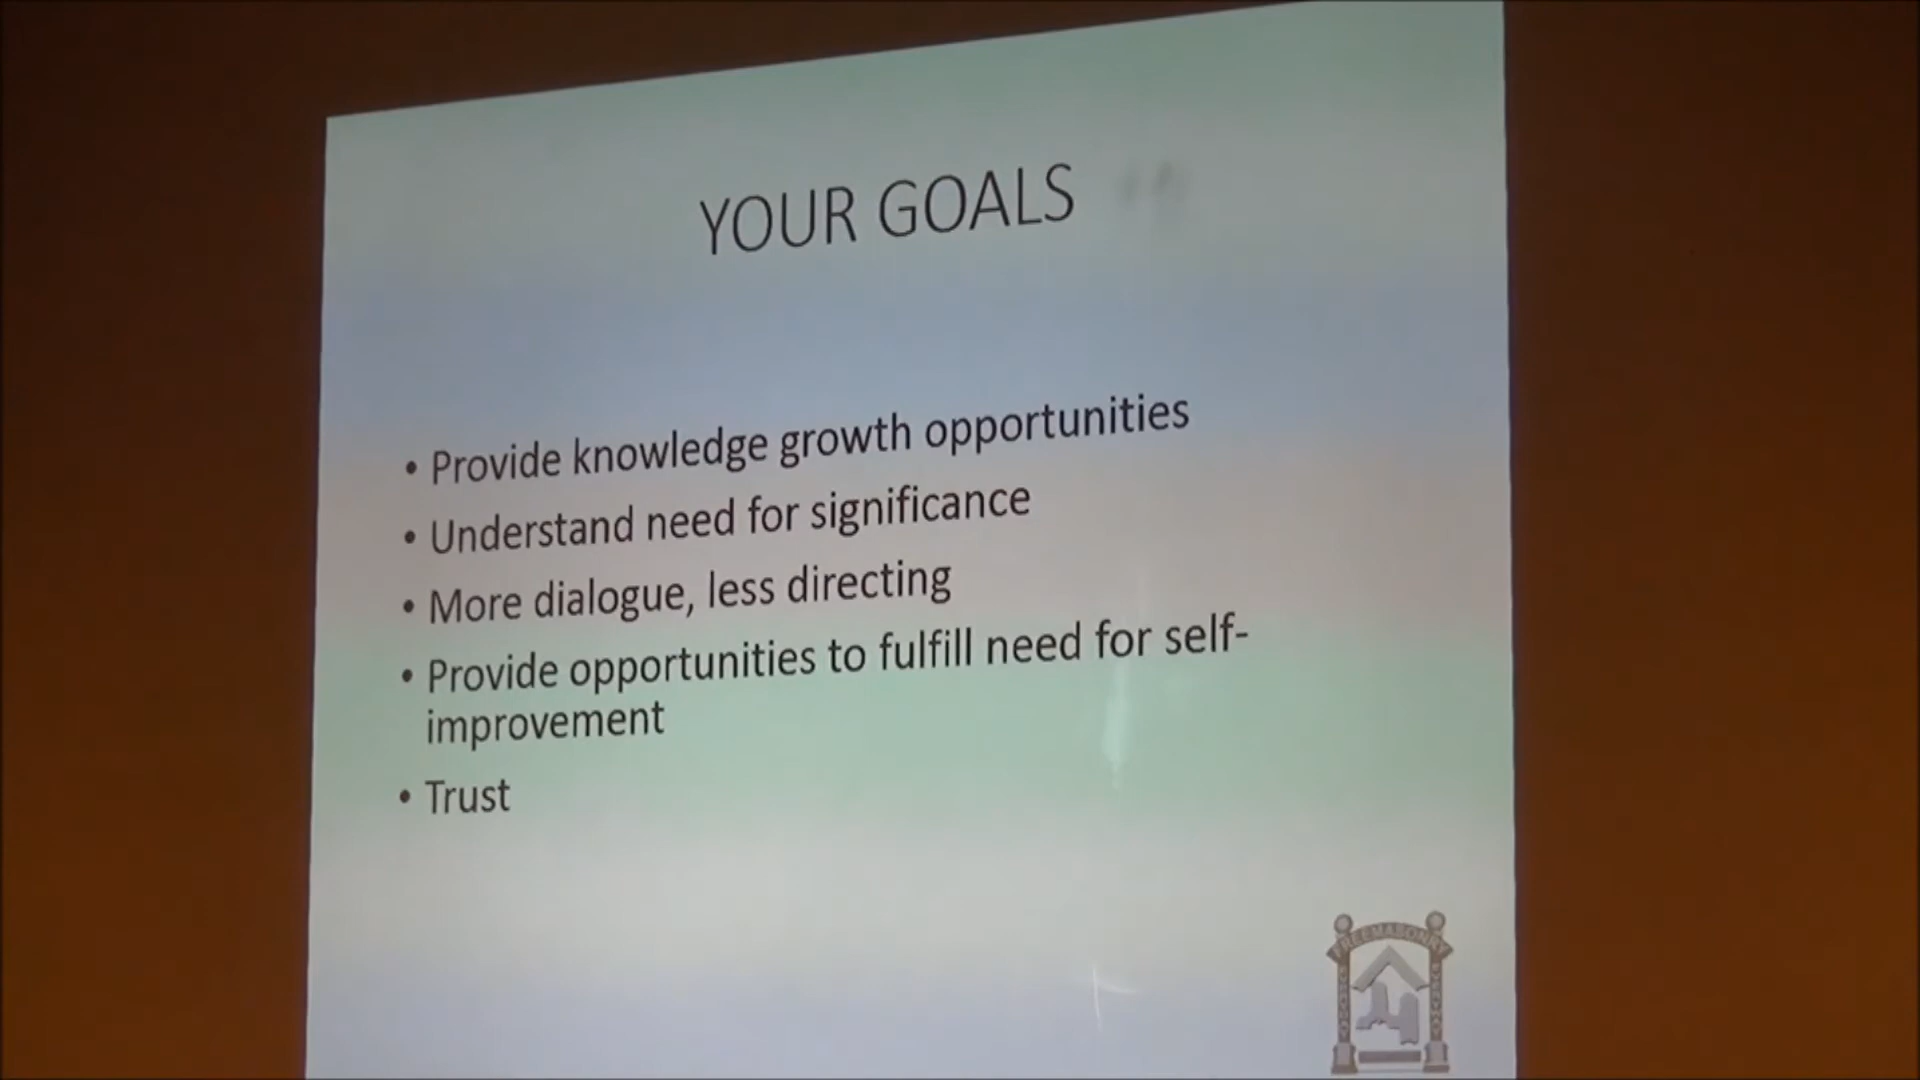 YOUR GOALS
• Provide knowledge growth opportunities
• Understand need for significance
• More dialogue, less directing
• Provide opportunities to fulfill need for self-
improvement
• Trust
FREEMASONRY